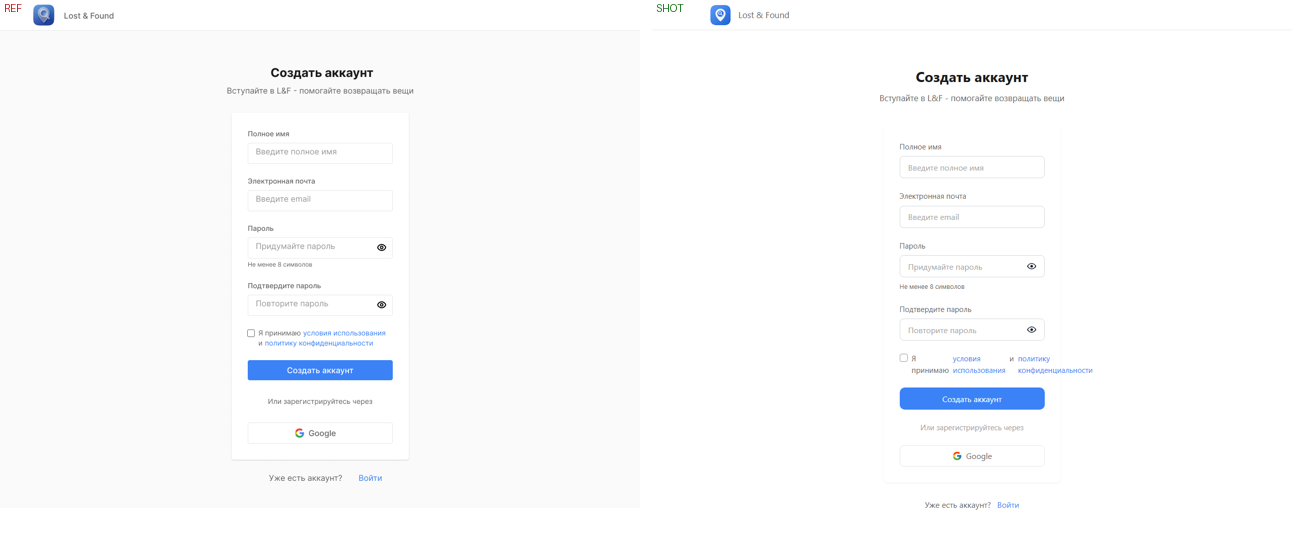 REF
Lost & Found
Создать аккаунт
Вступайте в L&F - помогайте возвращать вещи
Полное имя
Введите полное имя
Электронная почта
Введите email
Пароль
Придумайте пароль
Не менее 8 символов
Подтвердите пароль
Повторите пароль
Я принимаю условия использования
и политику конфиденциальности
Создать аккаунт
Или зарегистрируйтесь через
Google
Уже есть аккаунт? Войти
SHOT
Lost & Found
Создать аккаунт
Вступайте в L&F - помогайте возвращать вещи
Полное имя
Введите полное имя
Электронная почта
Введите email
Пароль
Придумайте пароль
Не менее 8 символов
Подтвердите пароль
Повторите пароль
Я условия и политику
принимаю использования конфиденциальности
Создать аккаунт
Или зарегистрируйтесь через
Google
Уже есть аккаунт? Войти